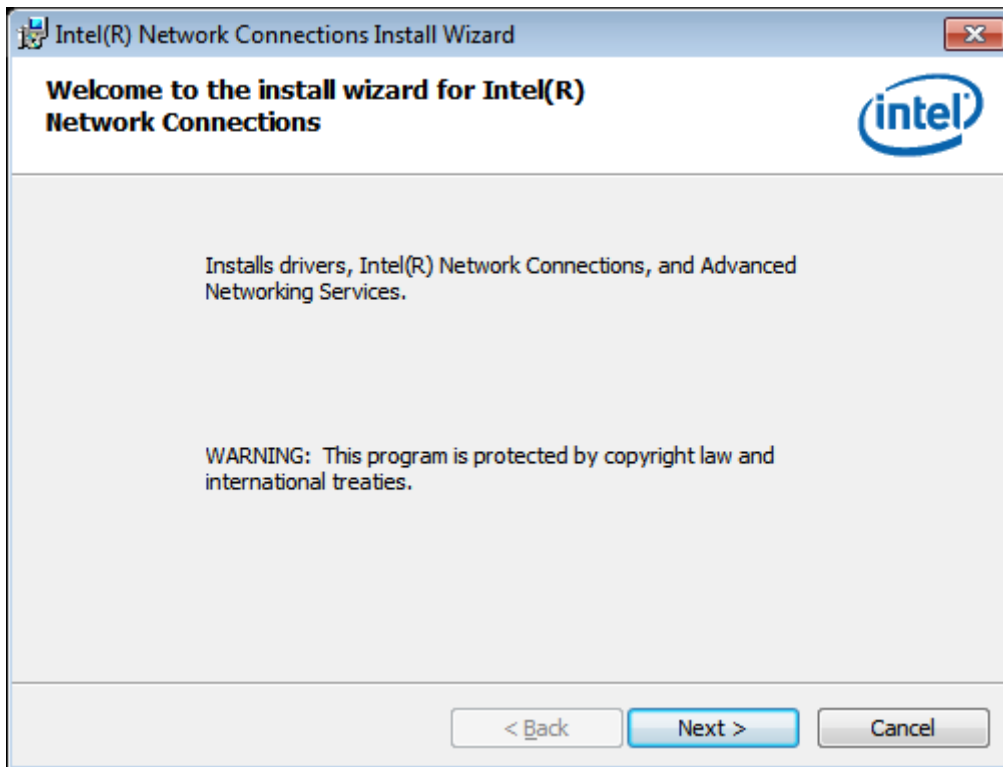 Intel(R) Network Connections Install Wizard
Welcome to the install wizard for Intel(R)
Network Connections
intel
Installs drivers, Intel(R) Network Connections, and Advanced
Networking Services.
WARNING:  This program is protected by copyright law and
international treaties.
< Back
Next >
Cancel